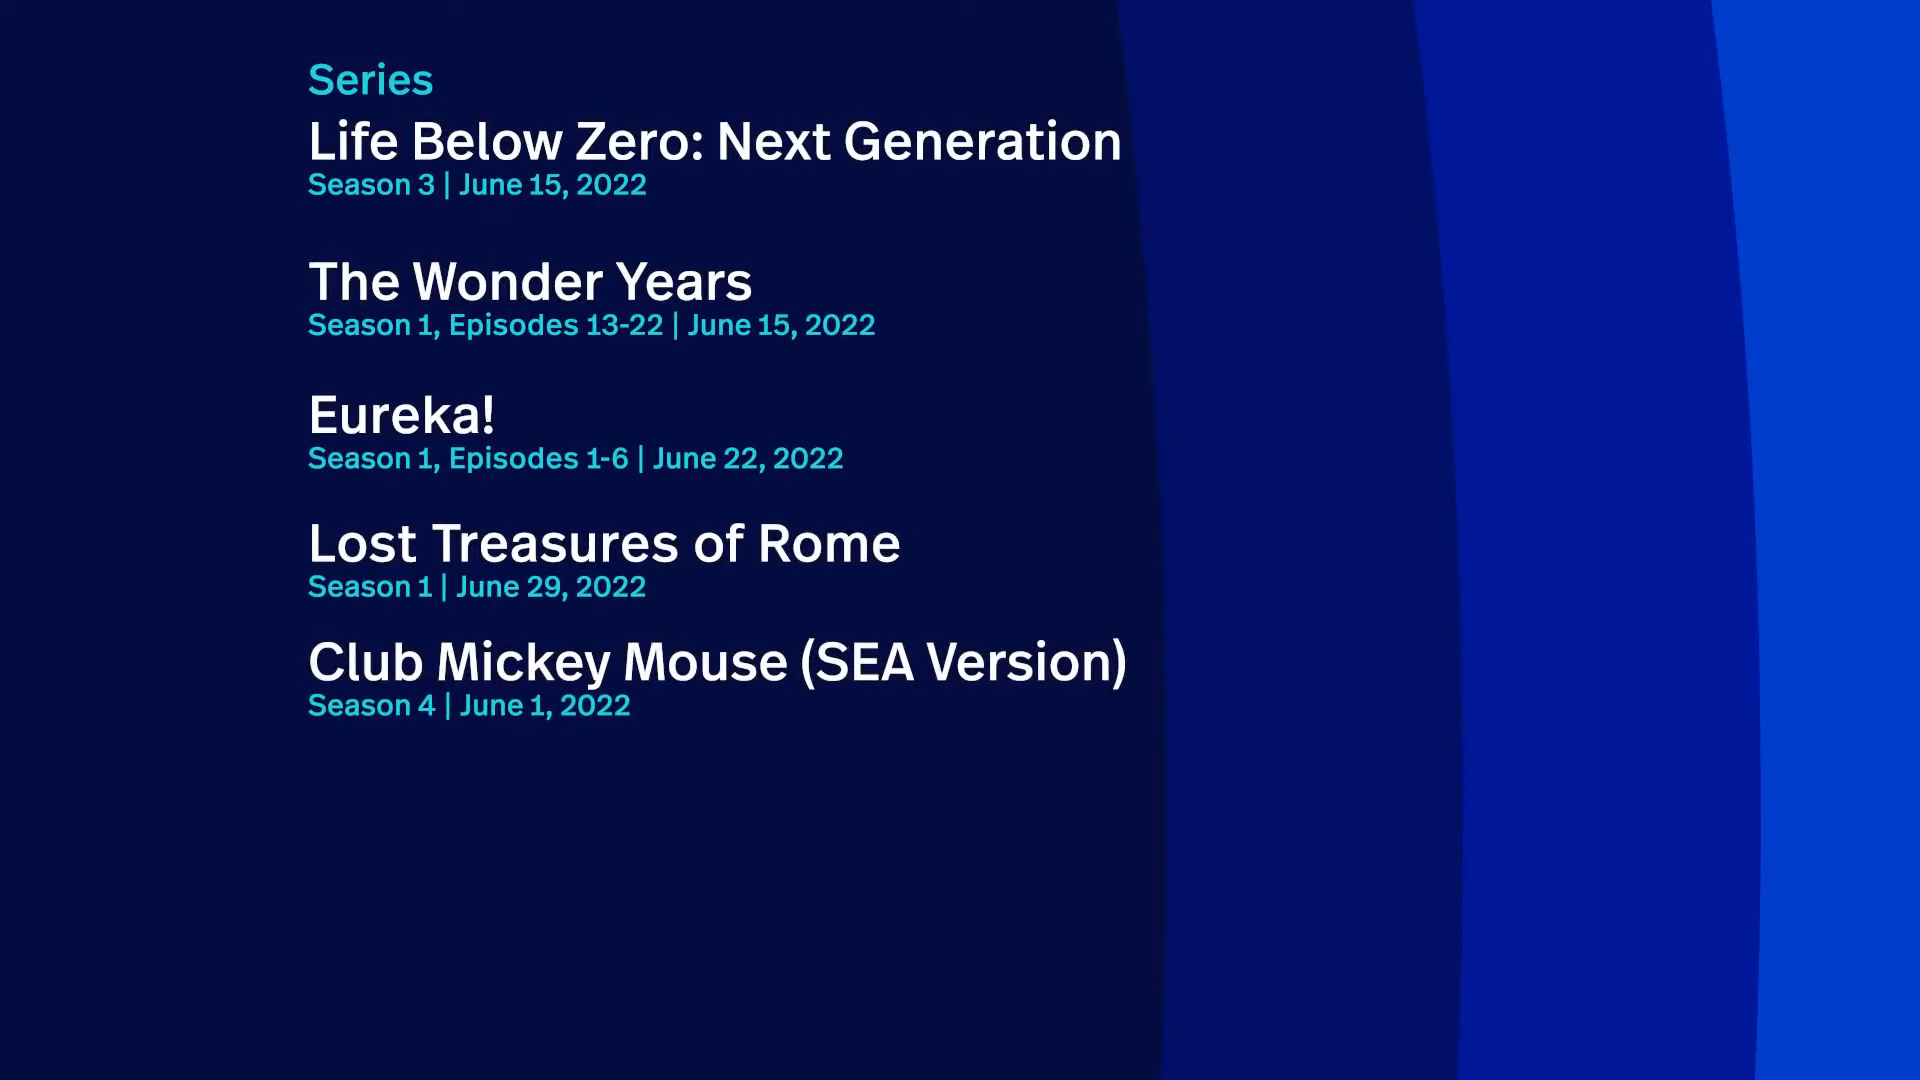 Series
Life Below Zero: Next Generation
Season 3 | June 15, 2022
The Wonder Years
Season 1, Episodes 13-22 | June 15, 2022
Eureka!
Season 1, Episodes 1-6 | June 22, 2022
Lost Treasures of Rome
Season 1 | June 29, 2022
Club Mickey Mouse (SEA Version)
Season 4 | June 1, 2022